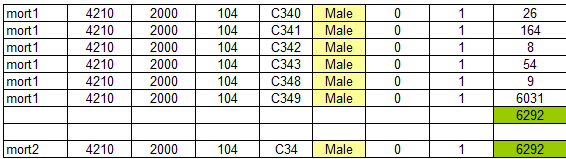 mort1 4210 2000 104 C340 Male 0 1 26
mort1 4210 2000 104 C341 Male 0 1 164
mort1 4210 2000 104 C342 Male 0 1 8
mort1 4210 2000 104 C343 Male 0 1 54
mort1 4210 2000 104 C348 Male 0 1 9
mort1 4210 2000 104 C349 Male 0 1 6031
6292
mort2 4210 2000 104 C34 Male 0 1 6292